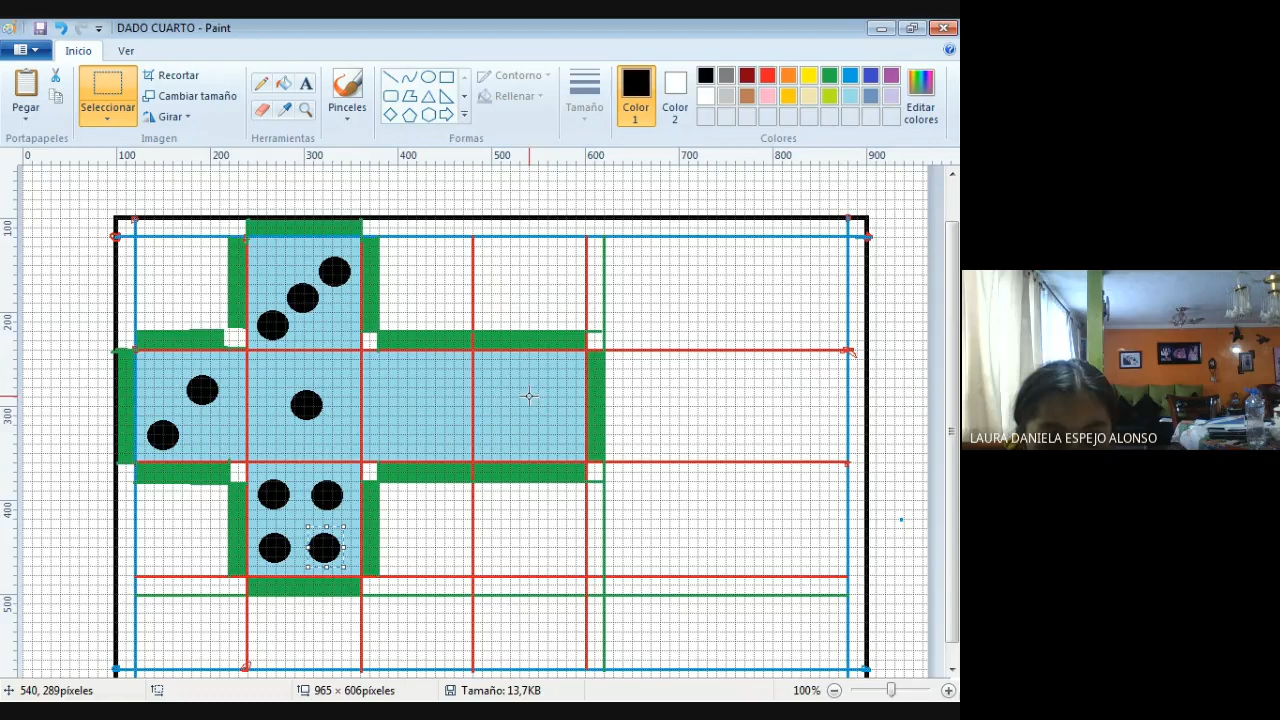 DADO CUARTO - Paint
Inicio Ver
Pegar
Portapapeles
Seleccionar
Recortar
Cambiar tamaño
Girar
Imagen
A
Herramientas
Pinceles
Contorno
Rellenar
Formas
Tamaño
Color
1
Color
2
Editar
colores
Colores
0 100 200 300 400 500 600 700 800 900
100
200
300
400
500
LAURA DANIELA ESPEJO ALONSO
540, 289píxeles 965 × 606píxeles Tamaño: 13,7KB 100%